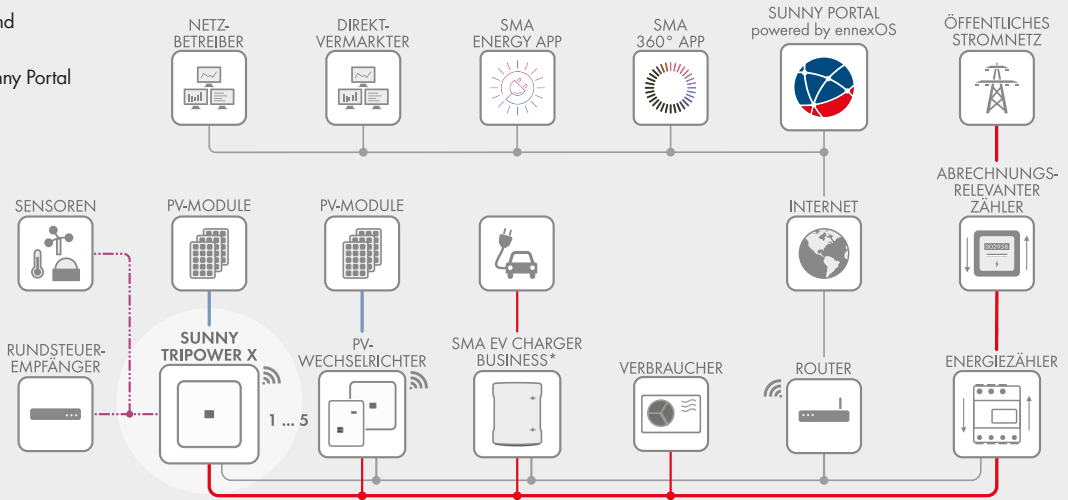 nd
nny Portal
NETZ-
BETREIBER
DIREKT-
VERMARKTER
SMA
ENERGY APP
SMA
360° APP
SUNNY PORTAL
powered by ennexOS
ÖFFENTLICHES
STROMNETZ
SENSOREN
PV-MODULE
PV-MODULE
INTERNET
ABRECHNUNGS-
RELEVANTER
ZÄHLER
002958
RUNDSTEUER-
EMPFÄNGER
SUNNY
TRIPOWER X
1 ... 5
PV-
WECHSELRICHTER
SMA EV CHARGER
BUSINESS*
VERBRAUCHER
ROUTER
ENERGIEZÄHLER